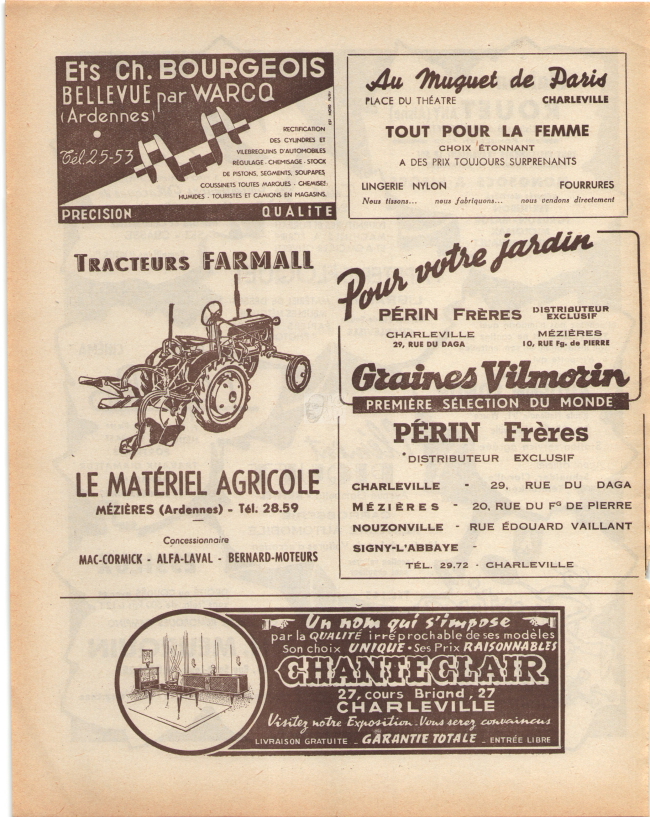 Ets Ch. BOURGEOIS
BELLEVUE par WARCQ
(Ardennes)
Tél. 25-53
RECTIFICATION
DES CYLINDRES ET
VILEBREQUINS D'AUTOMOBILES
RÉGULAGE - CHEMISAGE - STOCK
DE PISTONS, SEGMENTS, SOUPAPES
COUSSINETS TOUTES MARQUES - CHEMISES
HUMIDES - TOURISTES ET CAMIONS EN MAGASINS.
PRECISION QUALITE
Au Muguet de Paris
PLACE DU THÉATRE CHARLEVILLE
TOUT POUR LA FEMME
CHOIX ÉTONNANT
A DES PRIX TOUJOURS SURPRENANTS
LINGERIE NYLON FOURRURES
Nous tissons... nous fabriquons... nous vendons directement
TRACTEURS FARMALL
LE MATÉRIEL AGRICOLE
MÉZIÈRES (Ardennes) - Tél. 28.59
Concessionnaire
MAC-CORMICK - ALFA-LAVAL - BERNARD-MOTEURS
Pour votre jardin
PÉRIN FRÈRES DISTRIBUTEUR EXCLUSIF
CHARLEVILLE MÉZIÈRES
29, RUE DU DAGA 10, RUE Fg. de PIERRE
Graines Vilmorin
PREMIÈRE SÉLECTION DU MONDE
PÉRIN Frères
DISTRIBUTEUR EXCLUSIF
CHARLEVILLE - 29, RUE DU DAGA
MÉZIÈRES - 20, RUE DU FG DE PIERRE
NOUZONVILLE - RUE ÉDOUARD VAILLANT
SIGNY-L'ABBAYE -
TÉL. 29.72 - CHARLEVILLE
Un nom qui s'impose
par la QUALITÉ irréprochable de ses modèles
Son choix UNIQUE - Ses Prix RAISONNABLES
CHANTECLAIR
27, cours Briand, 27
CHARLEVILLE
Visitez notre Exposition. Vous serez convaincus
LIVRAISON GRATUITE - GARANTIE TOTALE - ENTRÉE LIBRE